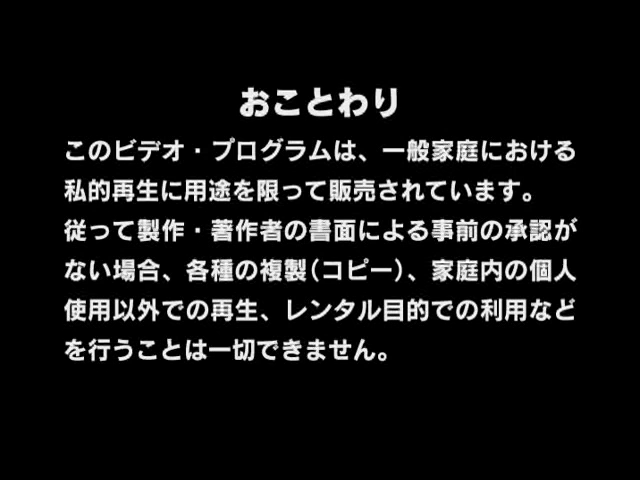 おことわり
このビデオ・プログラムは、一般家庭における
私的再生に用途を限って販売されています。
従って製作・著作者の書面による事前の承認が
ない場合、各種の複製(コピー)、家庭内の個人
使用以外での再生、レンタル目的での利用など
を行うことは一切できません。